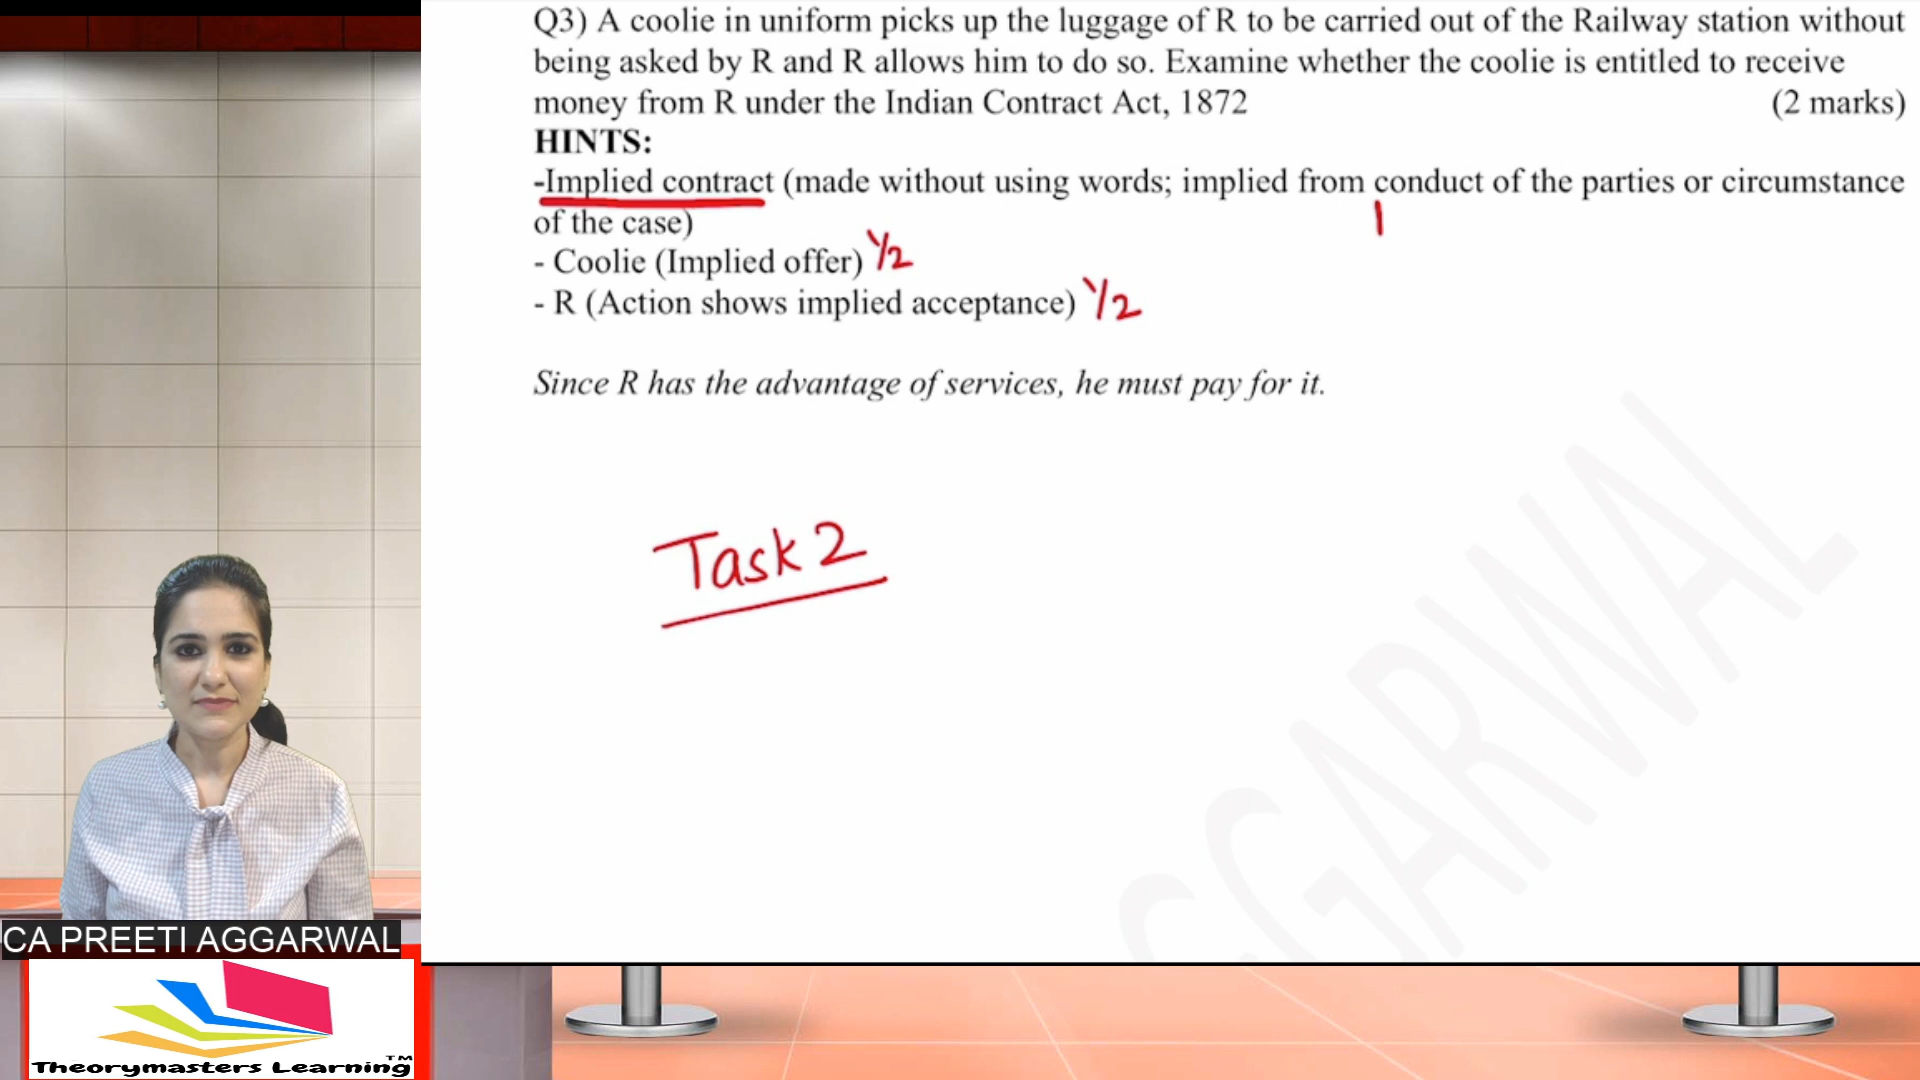 Q3) A coolie in uniform picks up the luggage of R to be carried out of the Railway station without
being asked by R and R allows him to do so. Examine whether the coolie is entitled to receive
money from R under the Indian Contract Act, 1872 (2 marks)
HINTS:
-Implied contract (made without using words; implied from conduct of the parties or circumstance
of the case) 1
- Coolie (Implied offer) 1/2
- R (Action shows implied acceptance) 1/2
Since R has the advantage of services, he must pay for it.
Task 2
GGARWAL
CA PREETI AGGARWAL
Theorymasters Learning™